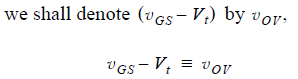 we shall denote (v_GS – V_t) by v_OV,
v_GS – V_t ≡ v_OV